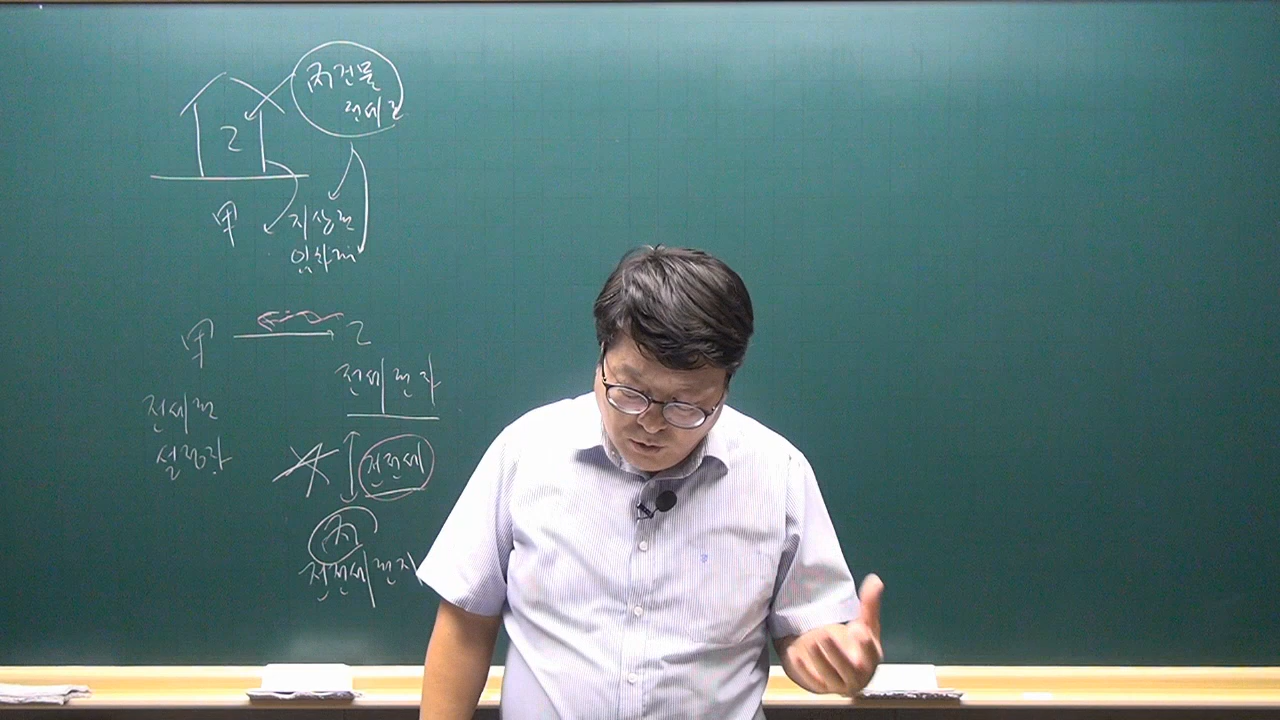 丙건물
전세권
乙
甲
지상권
임차권
甲 乙
전세권자
전세권
설정자
전전세
丙
전전세권자